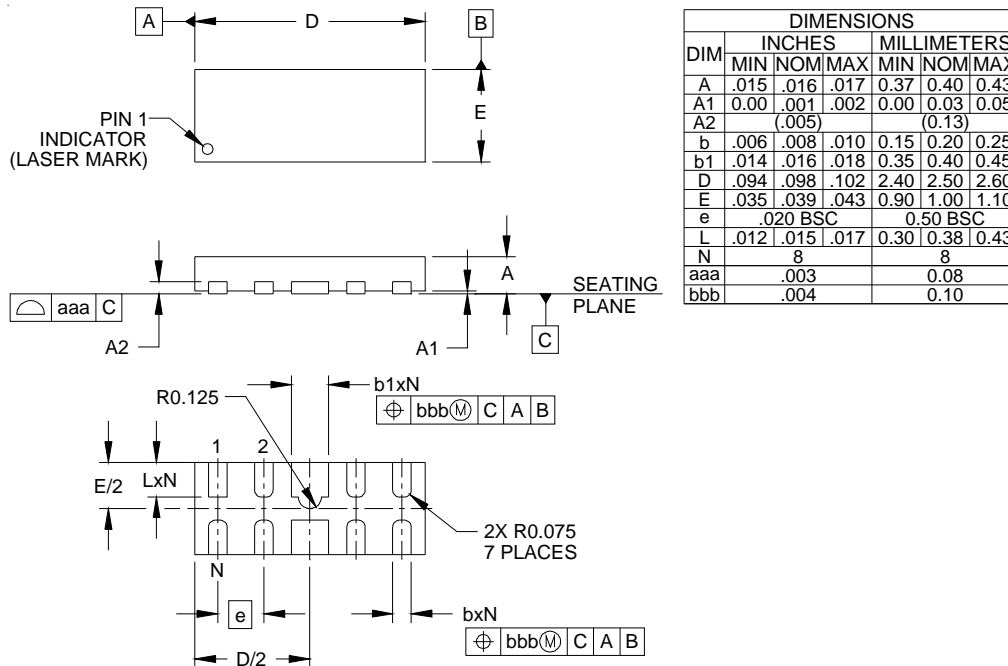 A
D
B
E
PIN 1
INDICATOR
(LASER MARK)
A
SEATING
PLANE
aaa C
C
A2
A1
b1xN
R0.125
bbb Ⓜ C A B
1 2
E/2
LxN
2X R0.075
7 PLACES
N
e
bxN
bbb Ⓜ C A B
D/2
DIMENSIONS
DIM INCHES MILLIMETERS
MIN NOM MAX MIN NOM MAX
A .015 .016 .017 0.37 0.40 0.43
A1 0.00 .001 .002 0.00 0.03 0.05
A2 (.005) (0.13)
b .006 .008 .010 0.15 0.20 0.25
b1 .014 .016 .018 0.35 0.40 0.45
D .094 .098 .102 2.40 2.50 2.60
E .035 .039 .043 0.90 1.00 1.10
e .020 BSC 0.50 BSC
L .012 .015 .017 0.30 0.38 0.43
N 8 8
aaa .003 0.08
bbb .004 0.10